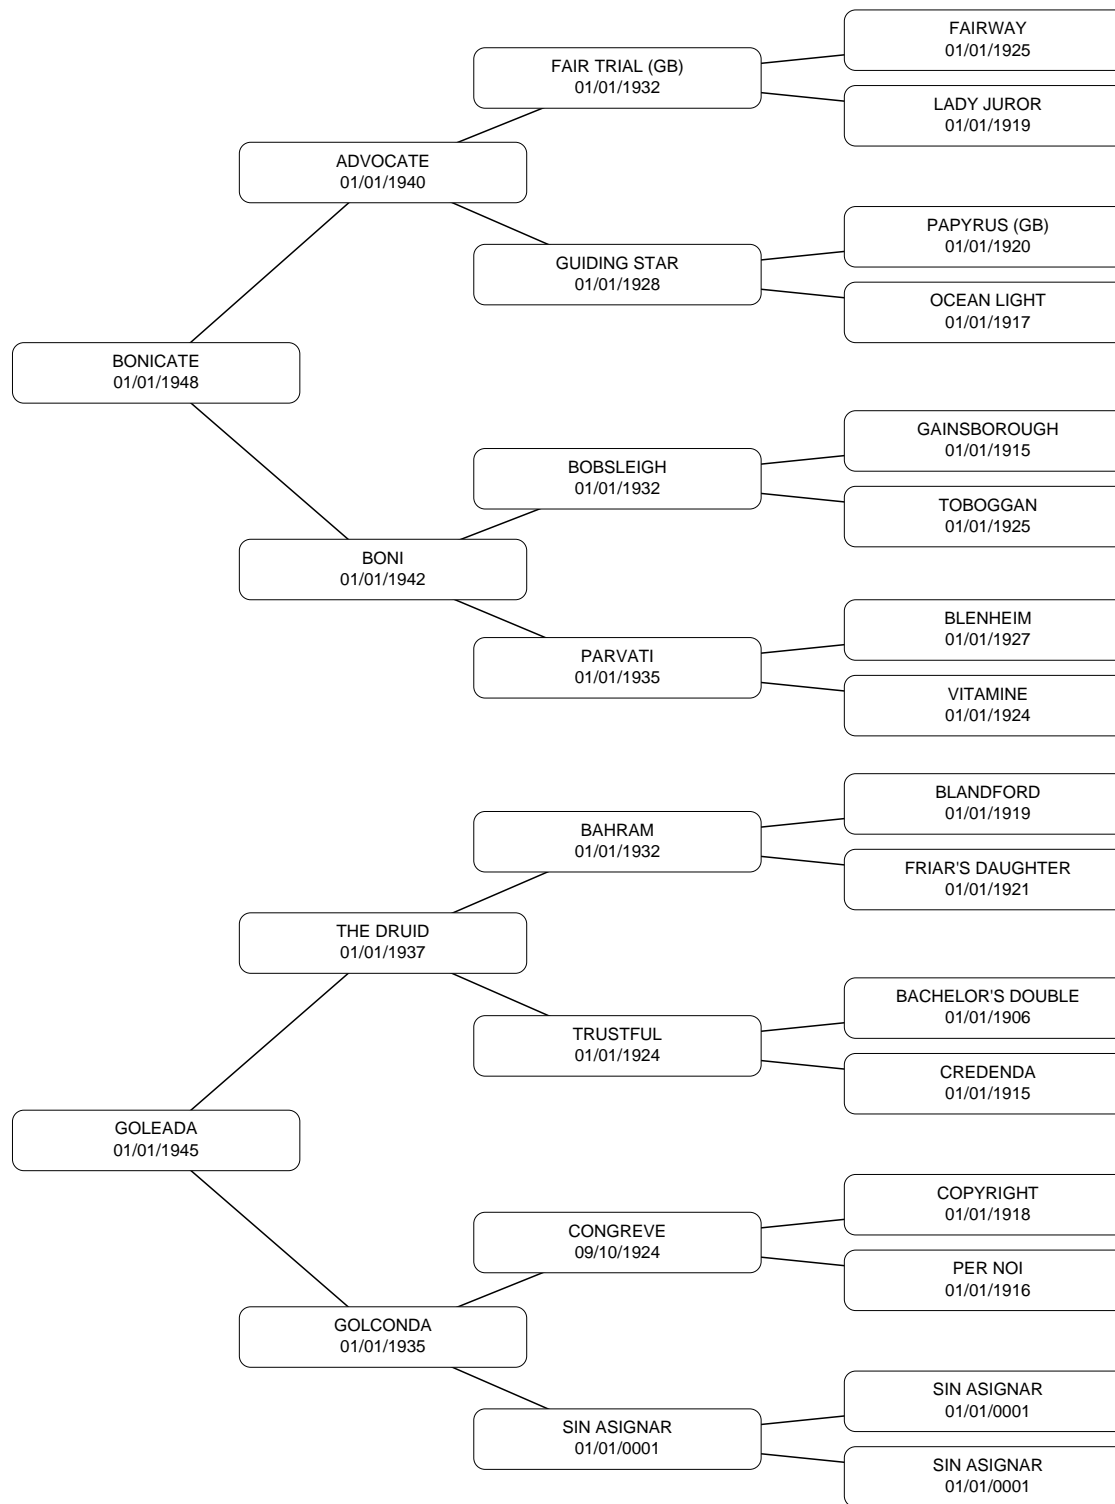 FAIRWAY
01/01/1925
FAIR TRIAL (GB)
01/01/1932
LADY JUROR
01/01/1919
ADVOCATE
01/01/1940
PAPYRUS (GB)
01/01/1920
GUIDING STAR
01/01/1928
OCEAN LIGHT
01/01/1917
BONICATE
01/01/1948
GAINSBOROUGH
01/01/1915
BOBSLEIGH
01/01/1932
TOBOGGAN
01/01/1925
BONI
01/01/1942
BLENHEIM
01/01/1927
PARVATI
01/01/1935
VITAMINE
01/01/1924
BLANDFORD
01/01/1919
BAHRAM
01/01/1932
FRIAR'S DAUGHTER
01/01/1921
THE DRUID
01/01/1937
BACHELOR'S DOUBLE
01/01/1906
TRUSTFUL
01/01/1924
CREDENDA
01/01/1915
GOLEADA
01/01/1945
COPYRIGHT
01/01/1918
CONGREVE
09/10/1924
PER NOI
01/01/1916
GOLCONDA
01/01/1935
SIN ASIGNAR
01/01/0001
SIN ASIGNAR
01/01/0001
SIN ASIGNAR
01/01/0001